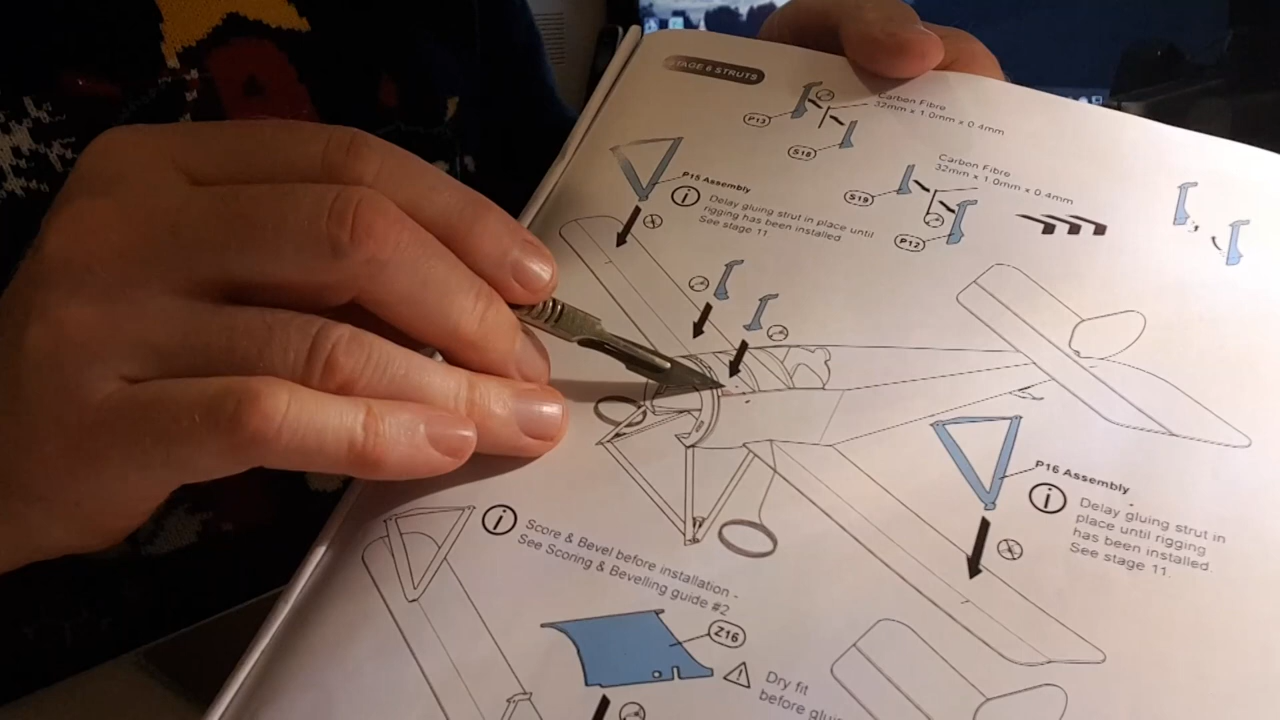 STAGE 6 STRUTS
Carbon Fibre
32mm x 1.0mm x 0.4mm
P13
S18
Carbon Fibre
32mm x 1.0mm x 0.4mm
S19
P12
P15 Assembly
Delay gluing strut in place until
rigging has been installed
See stage 11
P16 Assembly
Delay gluing strut in
place until rigging
has been installed.
See stage 11.
Score & Bevel before installation -
See Scoring & Bevelling guide #2
Z16
Dry fit
before